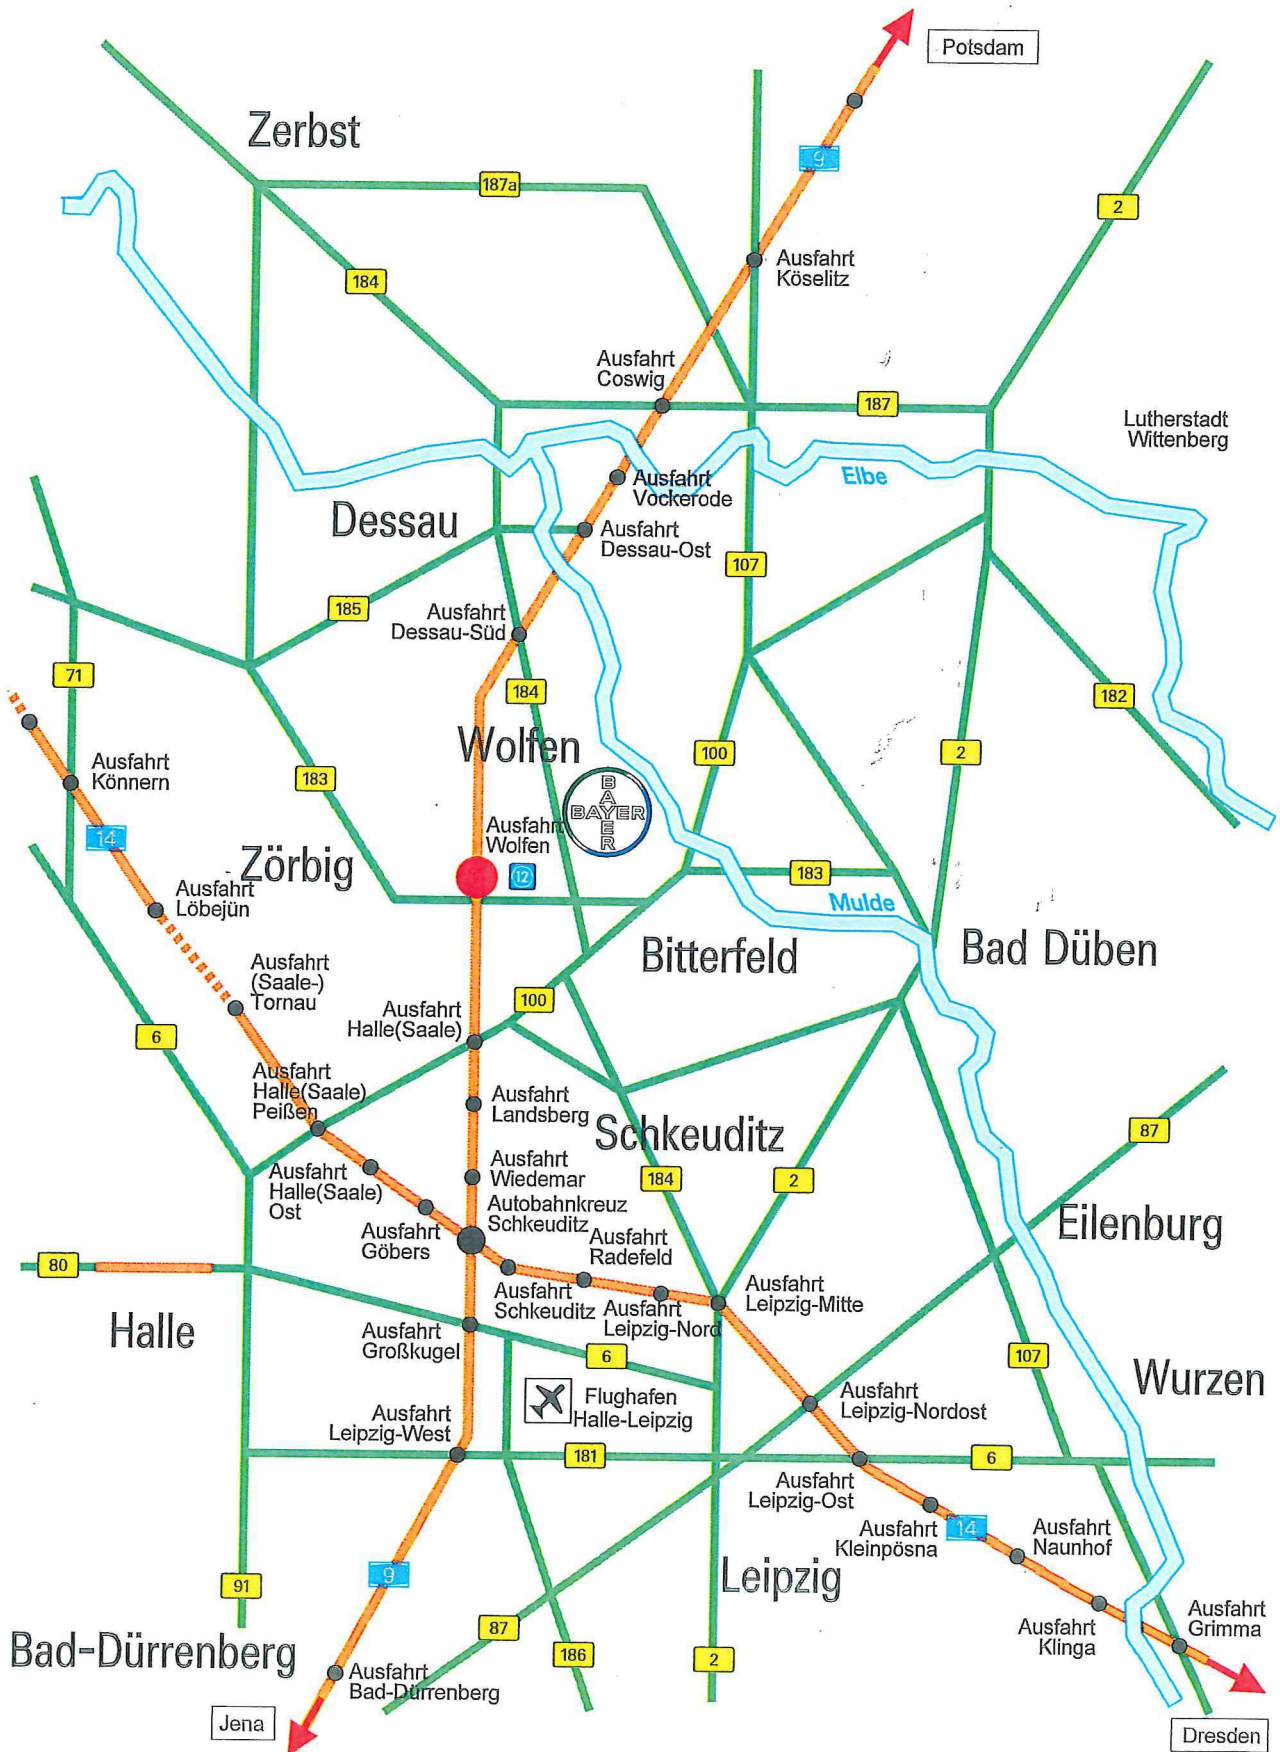 Potsdam
Zerbst
9
187a
2
184
Ausfahrt
Köselitz
Ausfahrt
Coswig
187
Lutherstadt
Wittenberg
Elbe
Ausfahrt
Vockerode
Dessau
Ausfahrt
Dessau-Ost
107
185
Ausfahrt
Dessau-Süd
71
184
182
Wolfen
100
2
Ausfahrt
Könnern
183
BAYER
BAYER
14
Ausfahrt
Wolfen
12
Zörbig
183
Ausfahrt
Löbejün
Mulde
Bitterfeld
Bad Düben
Ausfahrt
(Saale-)
Tornau
100
Ausfahrt
Halle(Saale)
6
Ausfahrt
Halle(Saale)
Peißen
Ausfahrt
Landsberg
Schkeuditz
87
Ausfahrt
Halle(Saale)
Ost
Ausfahrt
Wiedemar
184
2
Autobahnkreuz
Schkeuditz
Eilenburg
Ausfahrt
Göbers
Ausfahrt
Radefeld
80
Ausfahrt
Schkeuditz
Ausfahrt
Leipzig-Nord
Ausfahrt
Leipzig-Mitte
Halle
Ausfahrt
Großkugel
6
107
Wurzen
Flughafen
Halle-Leipzig
Ausfahrt
Leipzig-Nordost
Ausfahrt
Leipzig-West
181
6
Ausfahrt
Leipzig-Ost
Ausfahrt
Kleinpösna
14
Ausfahrt
Naunhof
9
91
Leipzig
87
186
2
Ausfahrt
Klinga
Ausfahrt
Grimma
Bad-Dürrenberg
Ausfahrt
Bad-Dürrenberg
Jena
Dresden